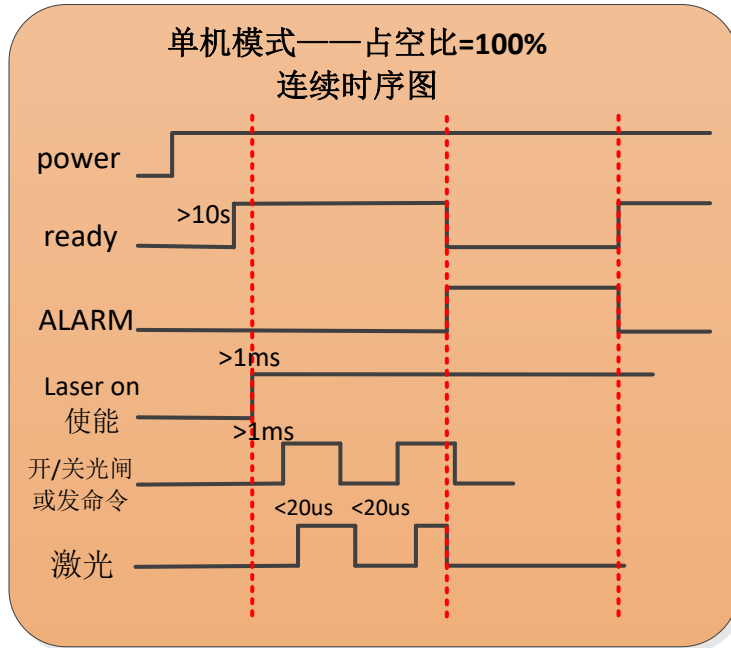 单机模式——占空比=100%
连续时序图
power
>10s
ready
ALARM
>1ms
Laser on
使能
>1ms
开/关光闸
或发命令
<20us <20us
激光